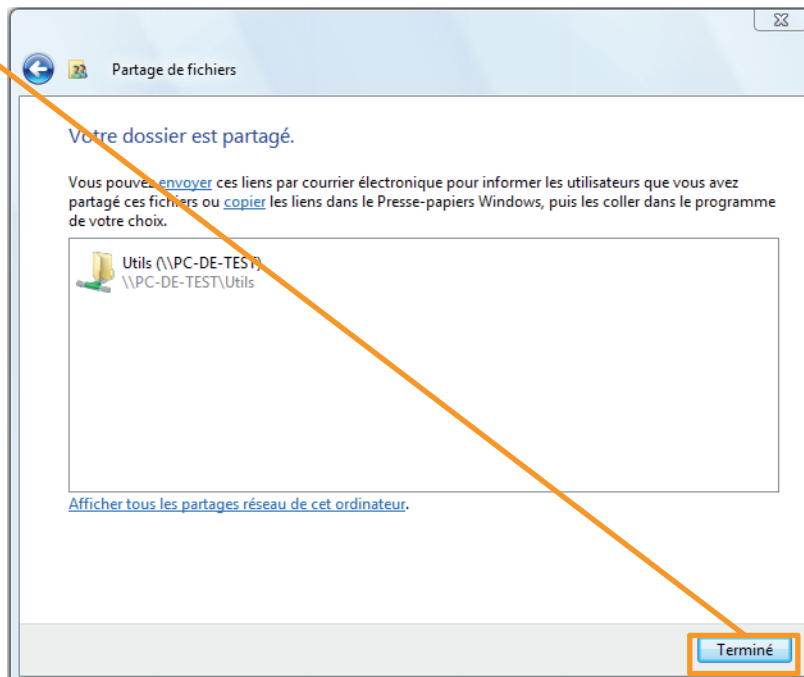 Partage de fichiers
Votre dossier est partagé.
Vous pouvez envoyer ces liens par courrier électronique pour informer les utilisateurs que vous avez
partagé ces fichiers ou copier les liens dans le Presse-papiers Windows, puis les coller dans le programme
de votre choix.
Utils (\\PC-DE-TEST)
\\PC-DE-TEST\Utils
Afficher tous les partages réseau de cet ordinateur.
Terminé